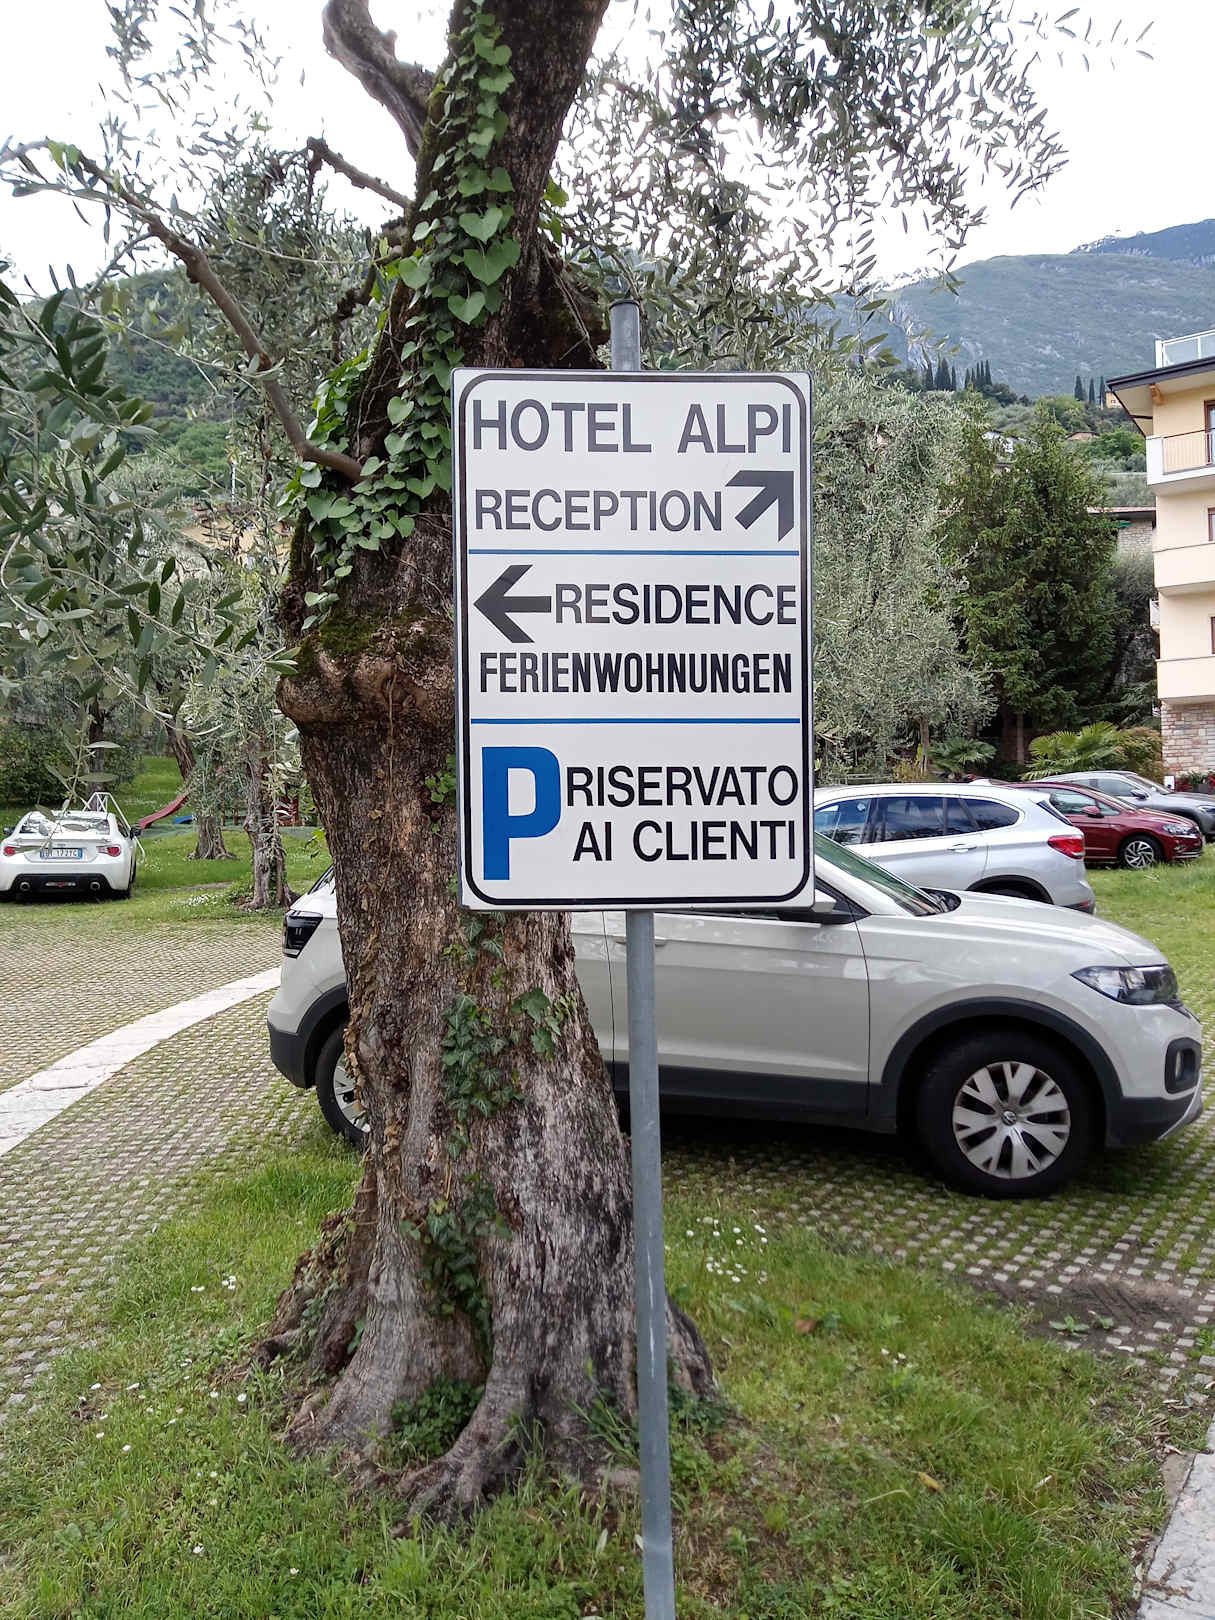 HOTEL ALPI
RECEPTION
RESIDENCE
FERIENWOHNUNGEN
P RISERVATO
AI CLIENTI